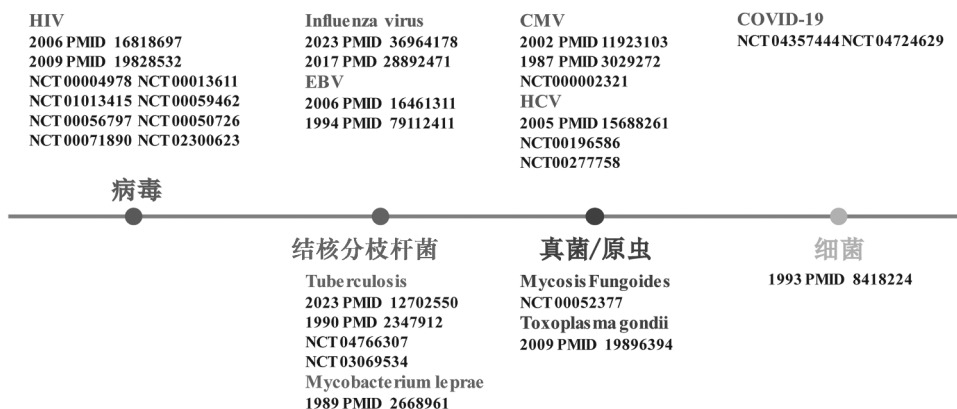 HIV
2006 PMID 16818697
2009 PMID 19828532
NCT00004978 NCT00013611
NCT01013415 NCT00059462
NCT00056797 NCT00050726
NCT00071890 NCT02300623
Influenza virus
2023 PMID 36964178
2017 PMD 28892471
EBV
2006 PMID 16461311
1994 PMID 79112411
CMV
2002 PMID 11923103
1987 PMID 3029272
NCT000002321
HCV
2005 PMID 15688261
NCT00196586
NCT00277758
COVID-19
NCT04357444 NCT04724629
病毒
结核分枝杆菌
Tuberculosis
2023 PMID 12702550
1990 PMD 2347912
NCT04766307
NCT03069534
Mycobacterium leprae
1989 PMID 2668961
真菌/原虫
Mycosis Fungoides
NCT00052377
Toxoplasma gondii
2009 PMID 19896394
细菌
1993 PMID 8418224